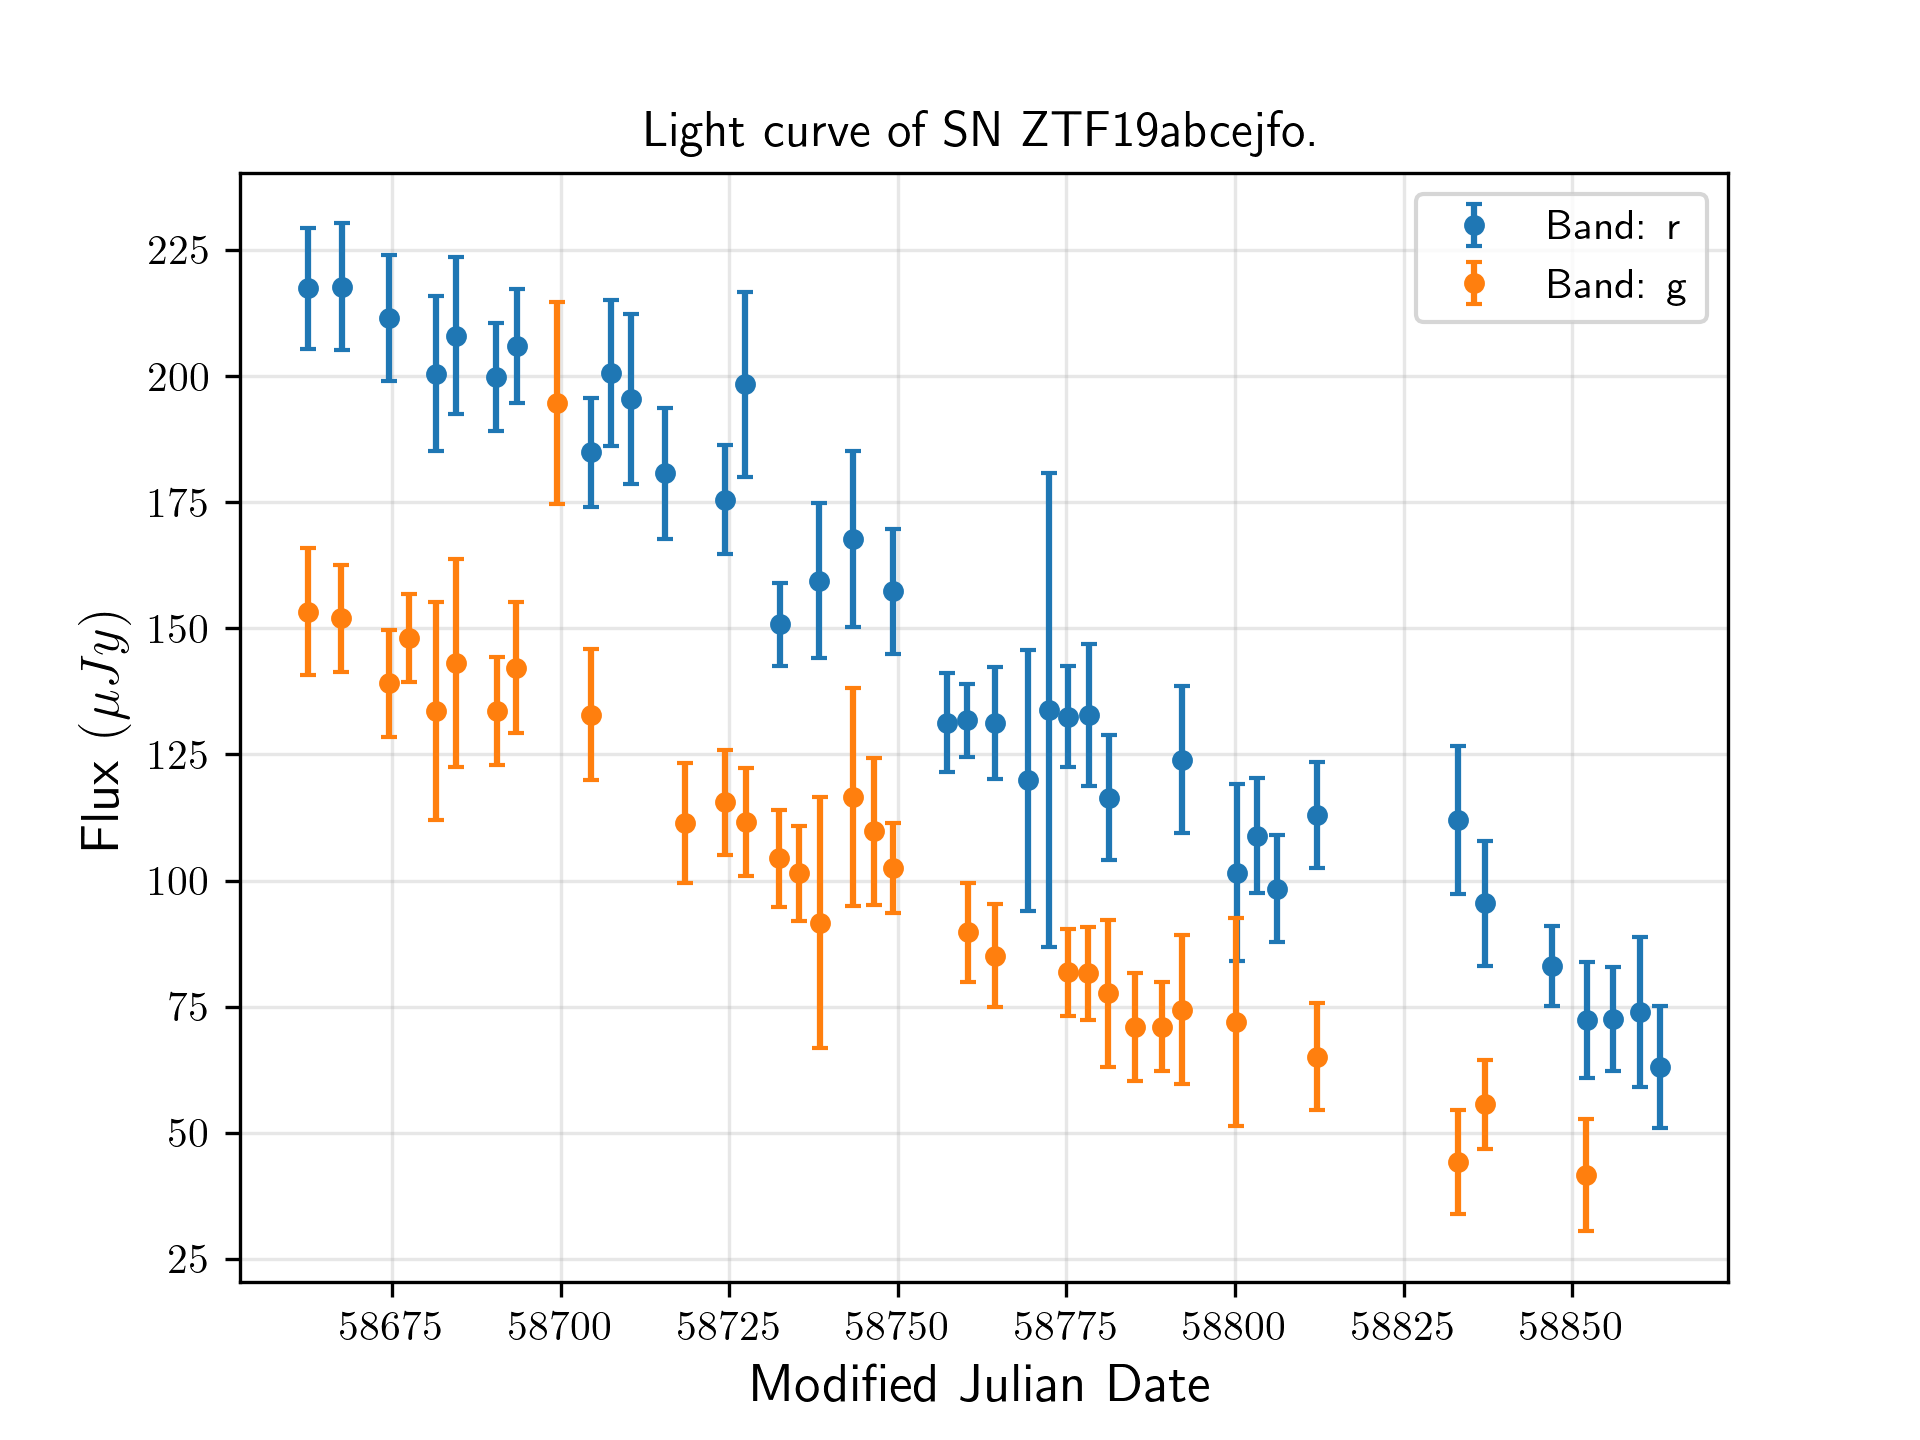 Light curve of SN ZTF19abcejfo.
Band: r
Band: g
225
200
175
150
125
100
75
50
25
Flux (μJy)
58675 58700 58725 58750 58775 58800 58825 58850
Modified Julian Date